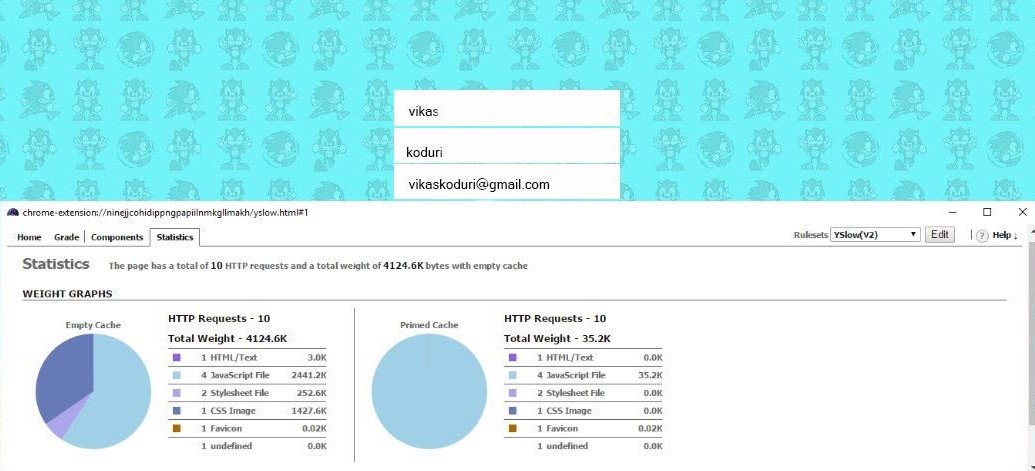 vikas
koduri
vikaskoduri@gmail.com
chrome-extension://ninejjcohidippngpapiilnmkgllmakh/yslow.html#1
Home Grade Components Statistics Rulesets YSlow(V2) Edit ? Help ↓
Statistics The page has a total of 10 HTTP requests and a total weight of 4124.6K bytes with empty cache
WEIGHT GRAPHS
Empty Cache
HTTP Requests - 10
Total Weight - 4124.6K
1 HTML/Text 3.0K
4 JavaScript File 2441.2K
2 Stylesheet File 252.6K
1 CSS Image 1427.6K
1 Favicon 0.02K
1 undefined 0.0K
Primed Cache
HTTP Requests - 10
Total Weight - 35.2K
1 HTML/Text 0.0K
4 JavaScript File 35.2K
2 Stylesheet File 0.0K
1 CSS Image 0.0K
1 Favicon 0.02K
1 undefined 0.0K